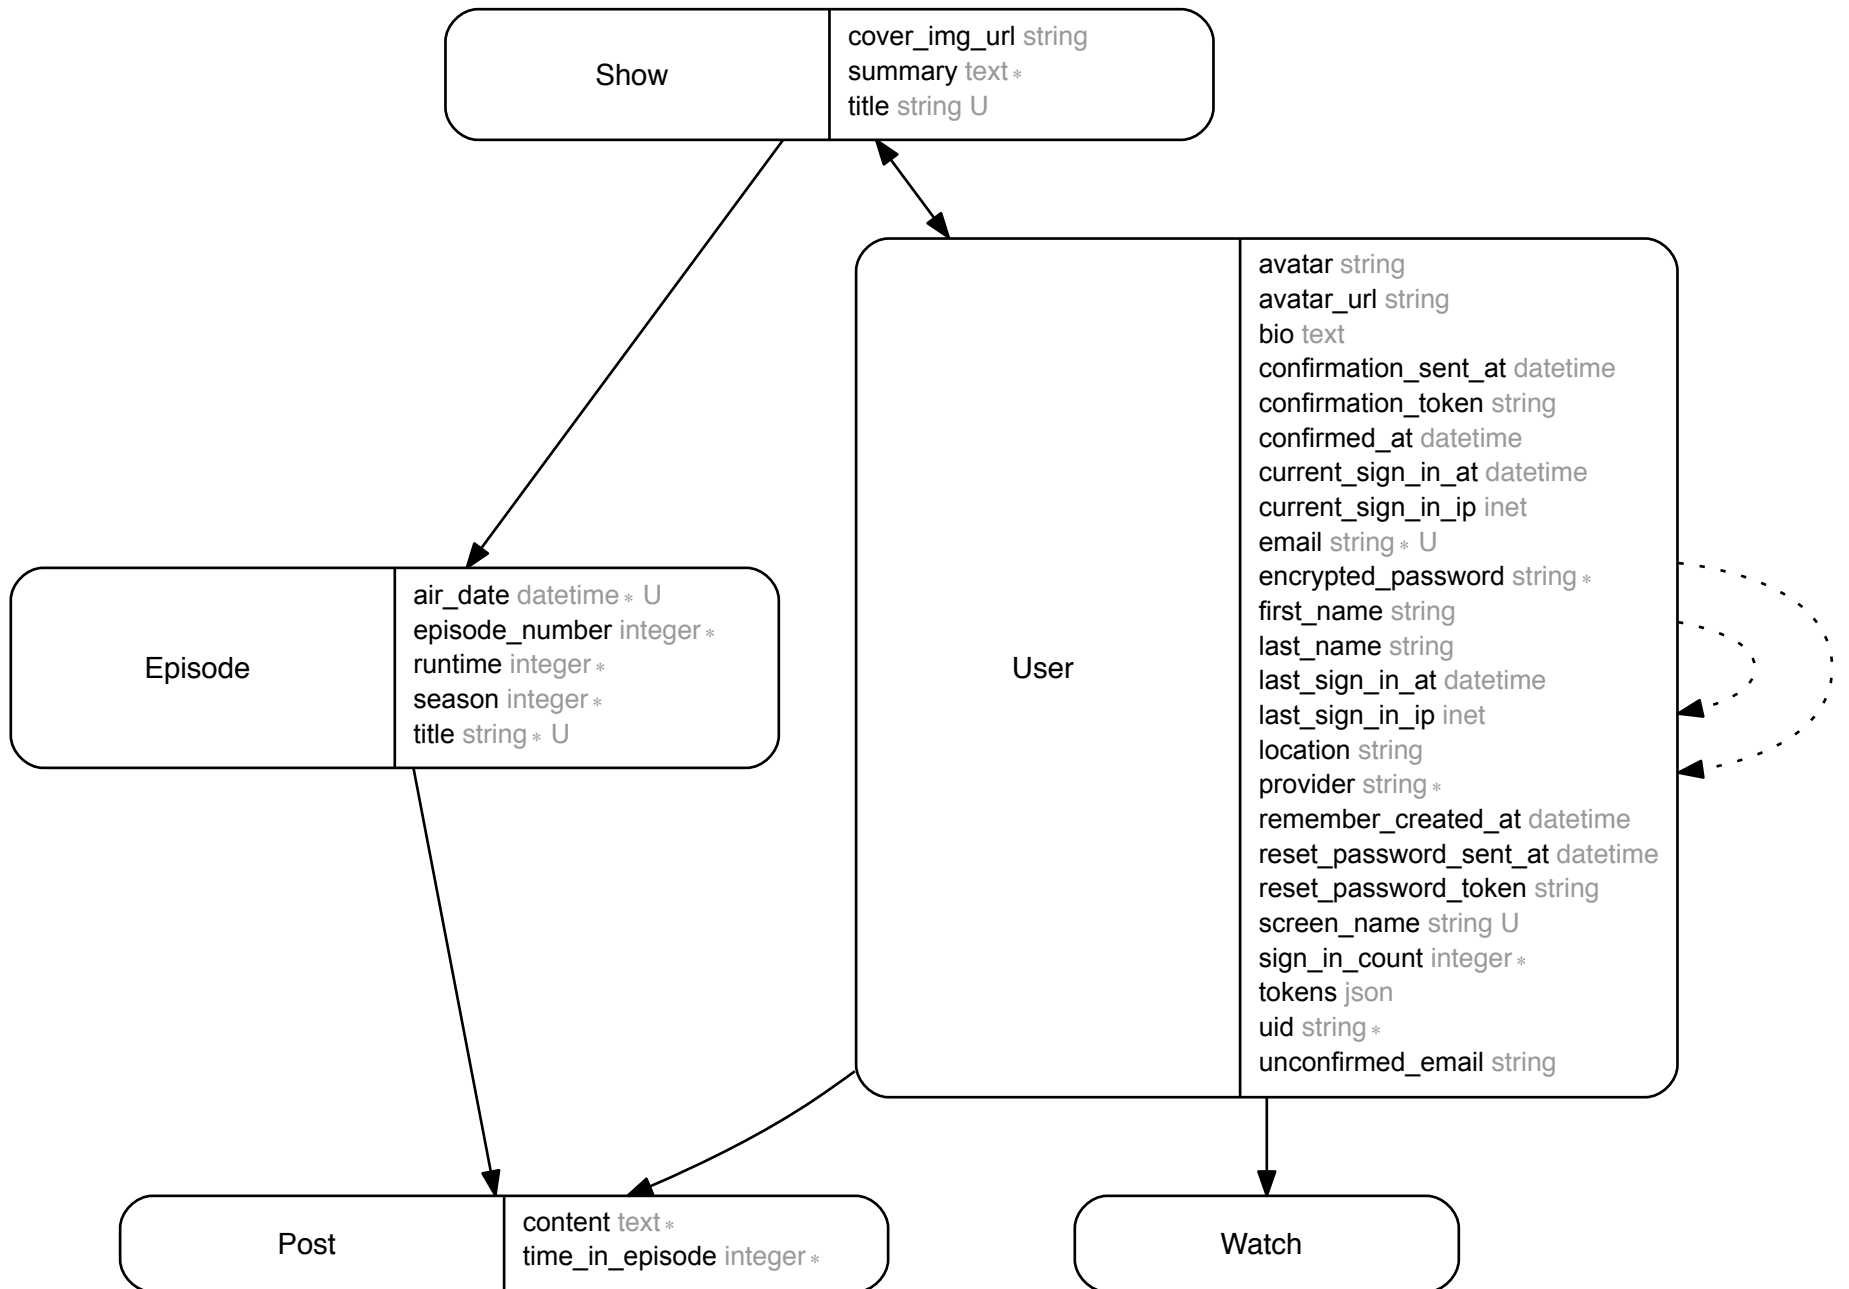 Show
cover_img_url string
summary text *
title string U
User
avatar string
avatar_url string
bio text
confirmation_sent_at datetime
confirmation_token string
confirmed_at datetime
current_sign_in_at datetime
current_sign_in_ip inet
email string * U
encrypted_password string *
first_name string
last_name string
last_sign_in_at datetime
last_sign_in_ip inet
location string
provider string *
remember_created_at datetime
reset_password_sent_at datetime
reset_password_token string
screen_name string U
sign_in_count integer *
tokens json
uid string *
unconfirmed_email string
Episode
air_date datetime * U
episode_number integer *
runtime integer *
season integer *
title string * U
Post
content text *
time_in_episode integer *
Watch